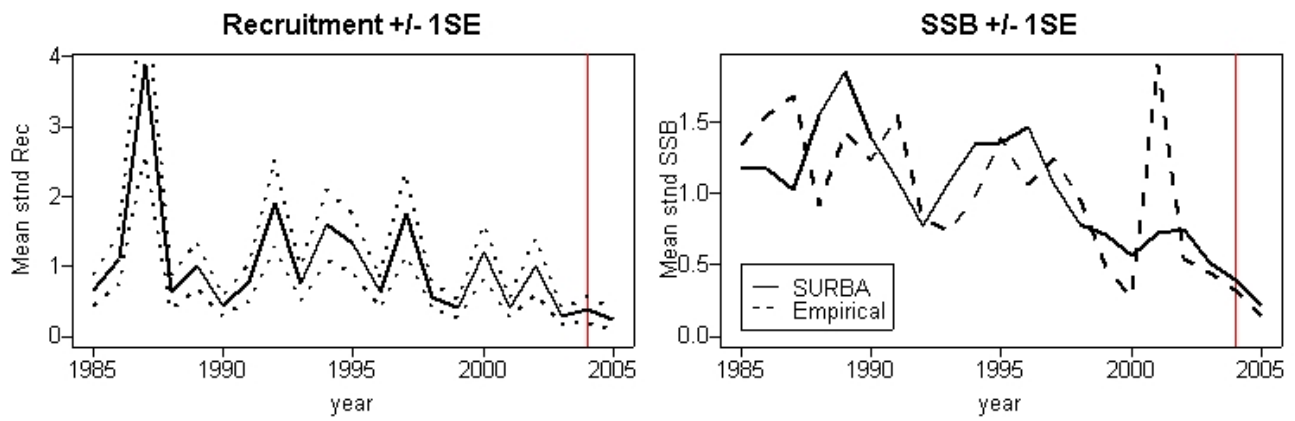 Recruitment +/- 1SE
Mean stnd Rec
4
3
2
1
0
1985 1990 1995 2000 2005
year
SSB +/- 1SE
Mean stnd SSB
1.5
1.0
0.5
0.0
SURBA
Empirical
1985 1990 1995 2000 2005
year